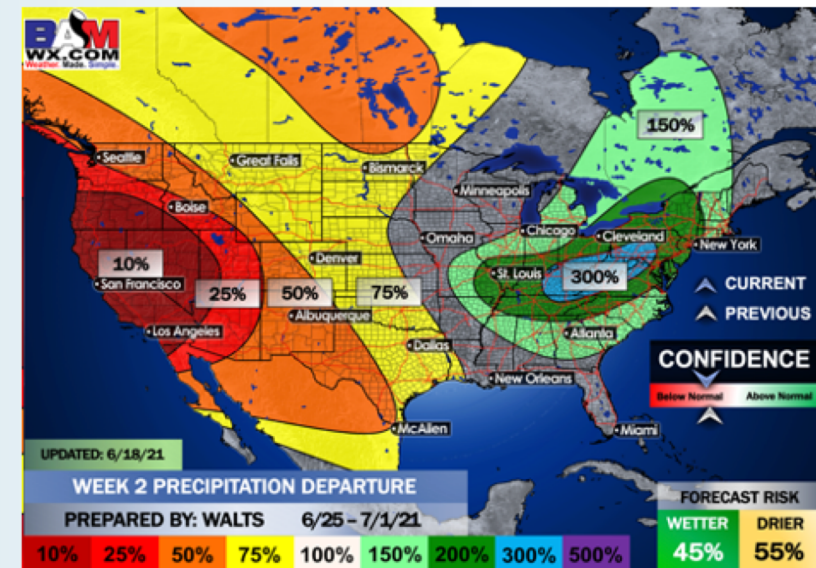 BAM
WX.COM
Weather. Made. Simple.
150%
Seattle
Great Falls
Bismarck
Minneapolis
Boise
Omaha
Chicago
Cleveland
New York
10%
Denver
St. Louis
300%
San Francisco
25%
50%
75%
CURRENT
Albuquerque
PREVIOUS
Los Angeles
Atlanta
Dallas
CONFIDENCE
New Orleans
Below Normal
Above Normal
McAllen
Miami
UPDATED: 6/18/21
WEEK 2 PRECIPITATION DEPARTURE
PREPARED BY: WALTS 6/25 – 7/1/21
FORECAST RISK
WETTER
DRIER
45%
55%
10% 25% 50% 75% 100% 150% 200% 300% 500%